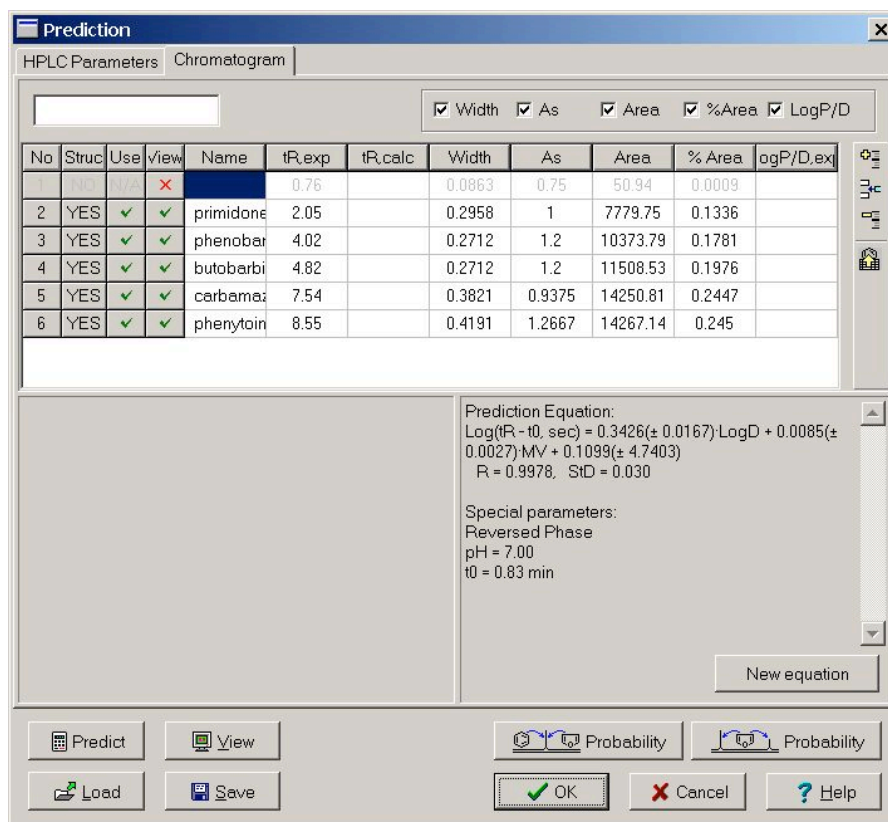 Prediction
HPLC Parameters Chromatogram
Width As Area %Area LogP/D
No Struc Use View Name tR,exp tR,calc Width As Area % Area ogP/D,exp
1 NO N/A 0.76 0.0863 0.75 50.94 0.0009
2 YES primidone 2.05 0.2958 1 7779.75 0.1336
3 YES phenobar 4.02 0.2712 1.2 10373.79 0.1781
4 YES butobarbi 4.82 0.2712 1.2 11508.53 0.1976
5 YES carbamaz 7.54 0.3821 0.9375 14250.81 0.2447
6 YES phenytoin 8.55 0.4191 1.2667 14267.14 0.245
Prediction Equation:
Log(tR - t0, sec) = 0.3426(± 0.0167)·LogD + 0.0085(±
0.0027)·MV + 0.1099(± 4.7403)
R = 0.9978, StD = 0.030
Special parameters:
Reversed Phase
pH = 7.00
t0 = 0.83 min
New equation
Predict View Probability Probability
Load Save OK Cancel Help